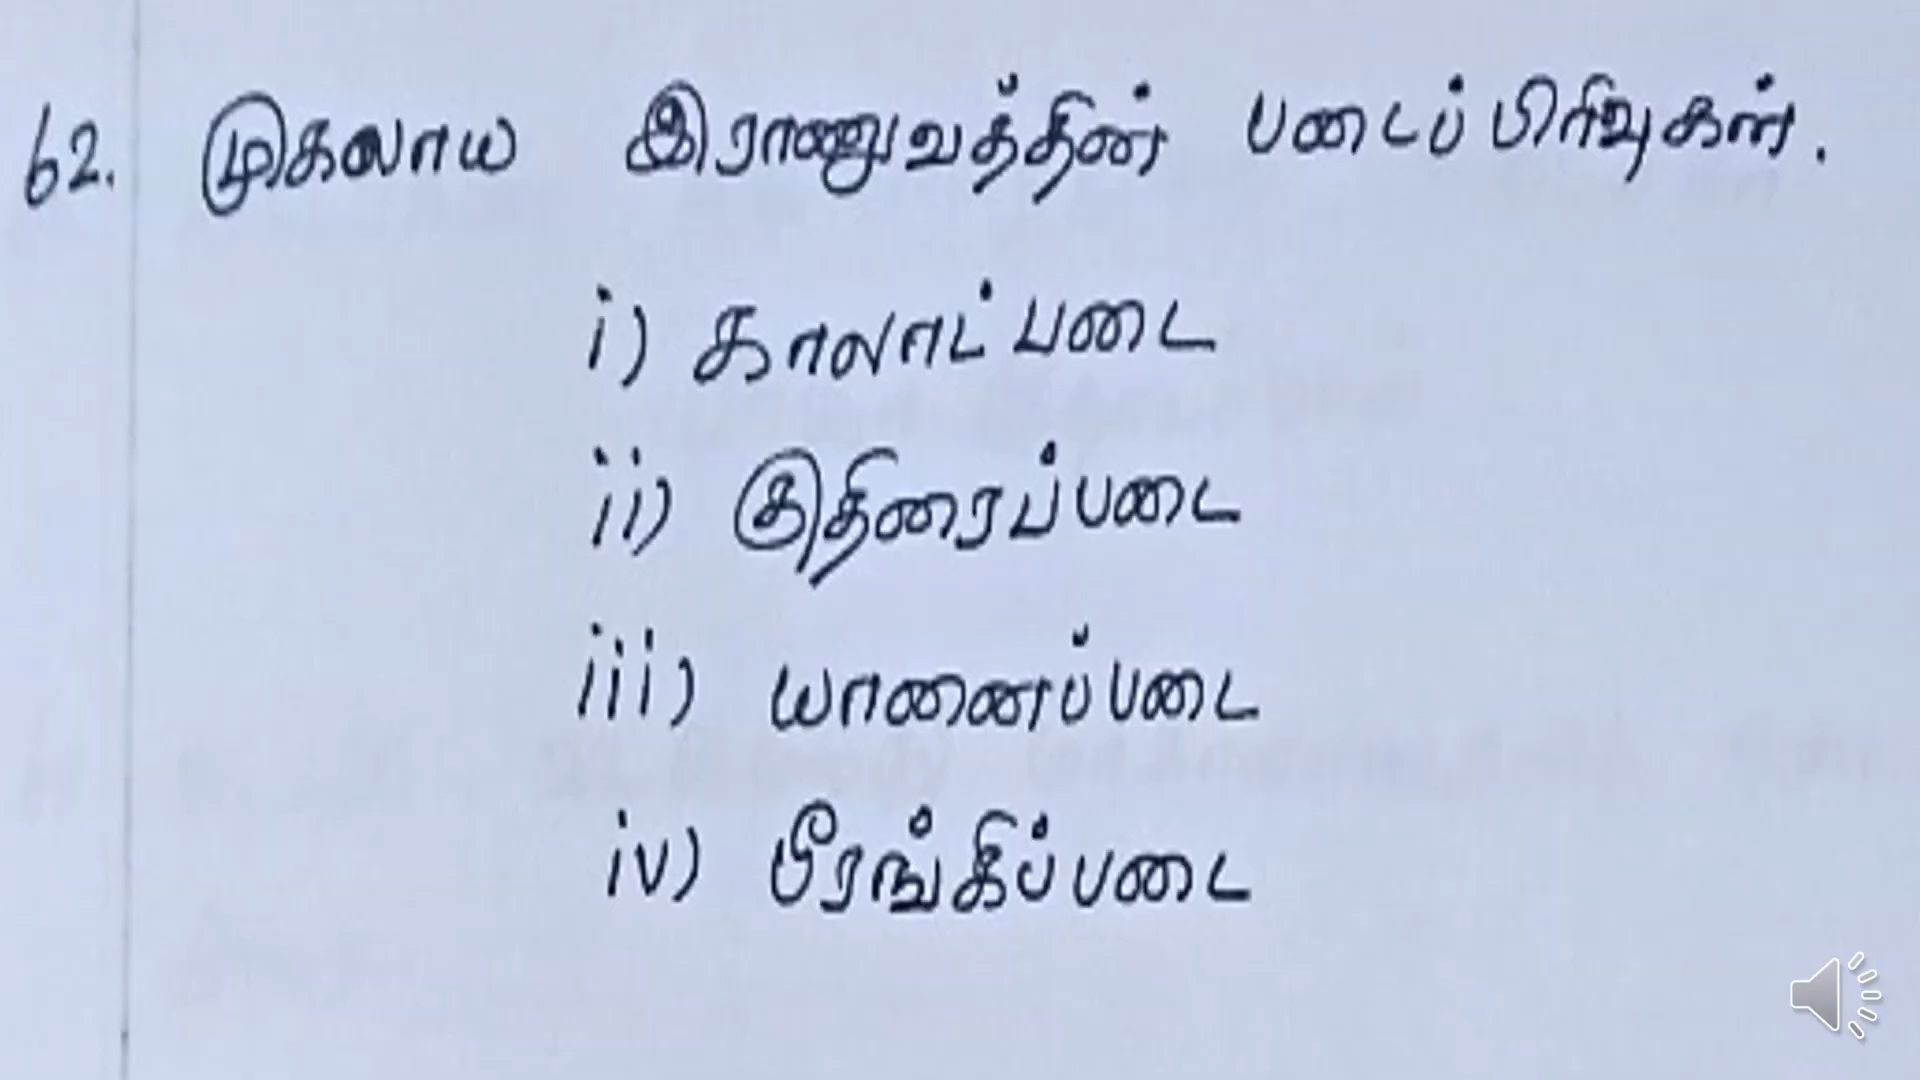 62. முகலாய இராணுவத்தின் படைப்பிரிவுகள்.
i) காலாட்படை
ii) குதிரைப்படை
iii) யானைப்படை
iv) பீரங்கிப்படை